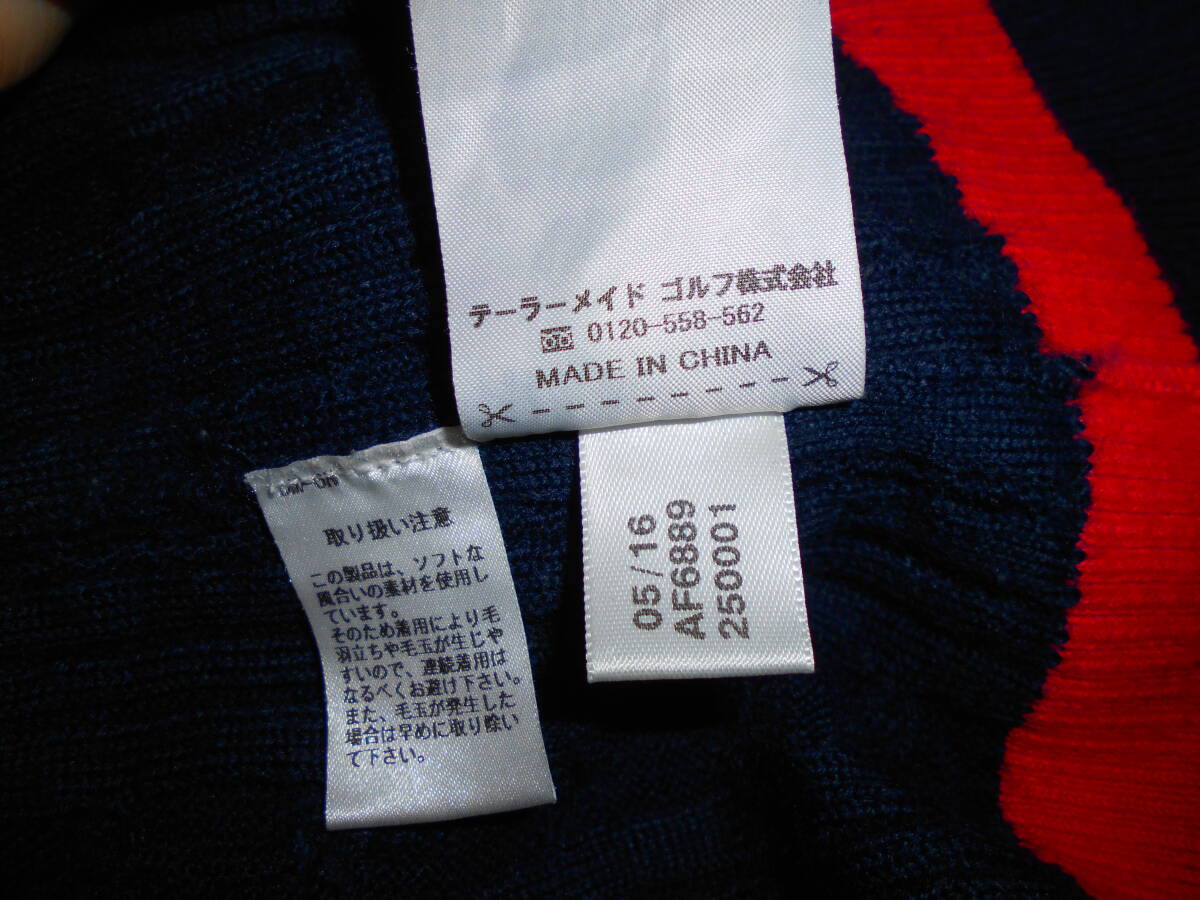 テーラーメイド ゴルフ株式会社
0120-558-562
MADE IN CHINA
取り扱い注意
この製品は、ソフトな
風合いの素材を使用し
ています。
そのため着用により毛
羽立ちや毛玉が生じや
すいので、連続着用は
なるべくお避け下さい。
また、毛玉が発生した
場合は早めに取り除い
て下さい。
05/16
AF6889
250001